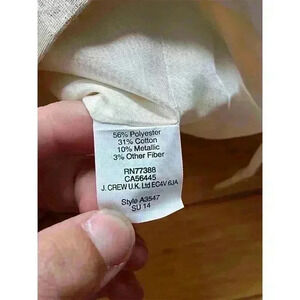 56% Polyester
31% Cotton
10% Metallic
3% Other Fiber
RN77388
CA56445
J. CREW U.K. Ltd EC4V 6JA
Style A3547
SU 14